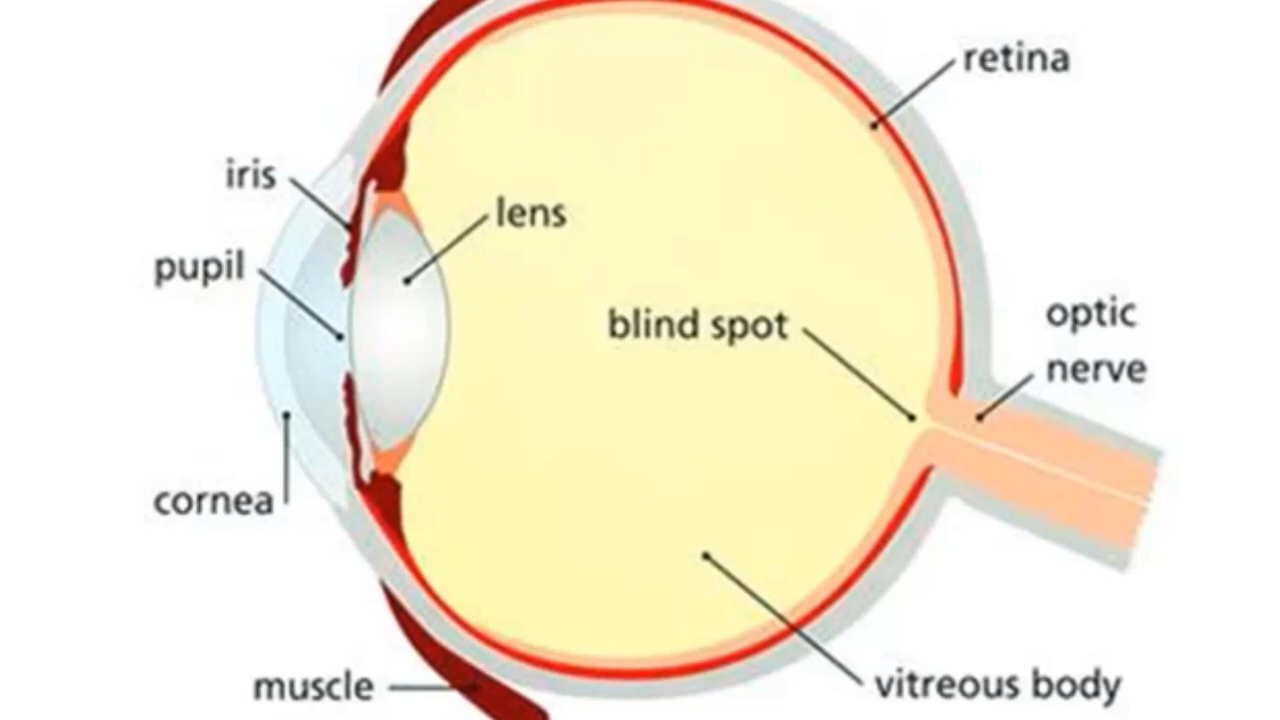 retina
iris
lens
pupil
blind spot
optic
nerve
cornea
muscle
vitreous body